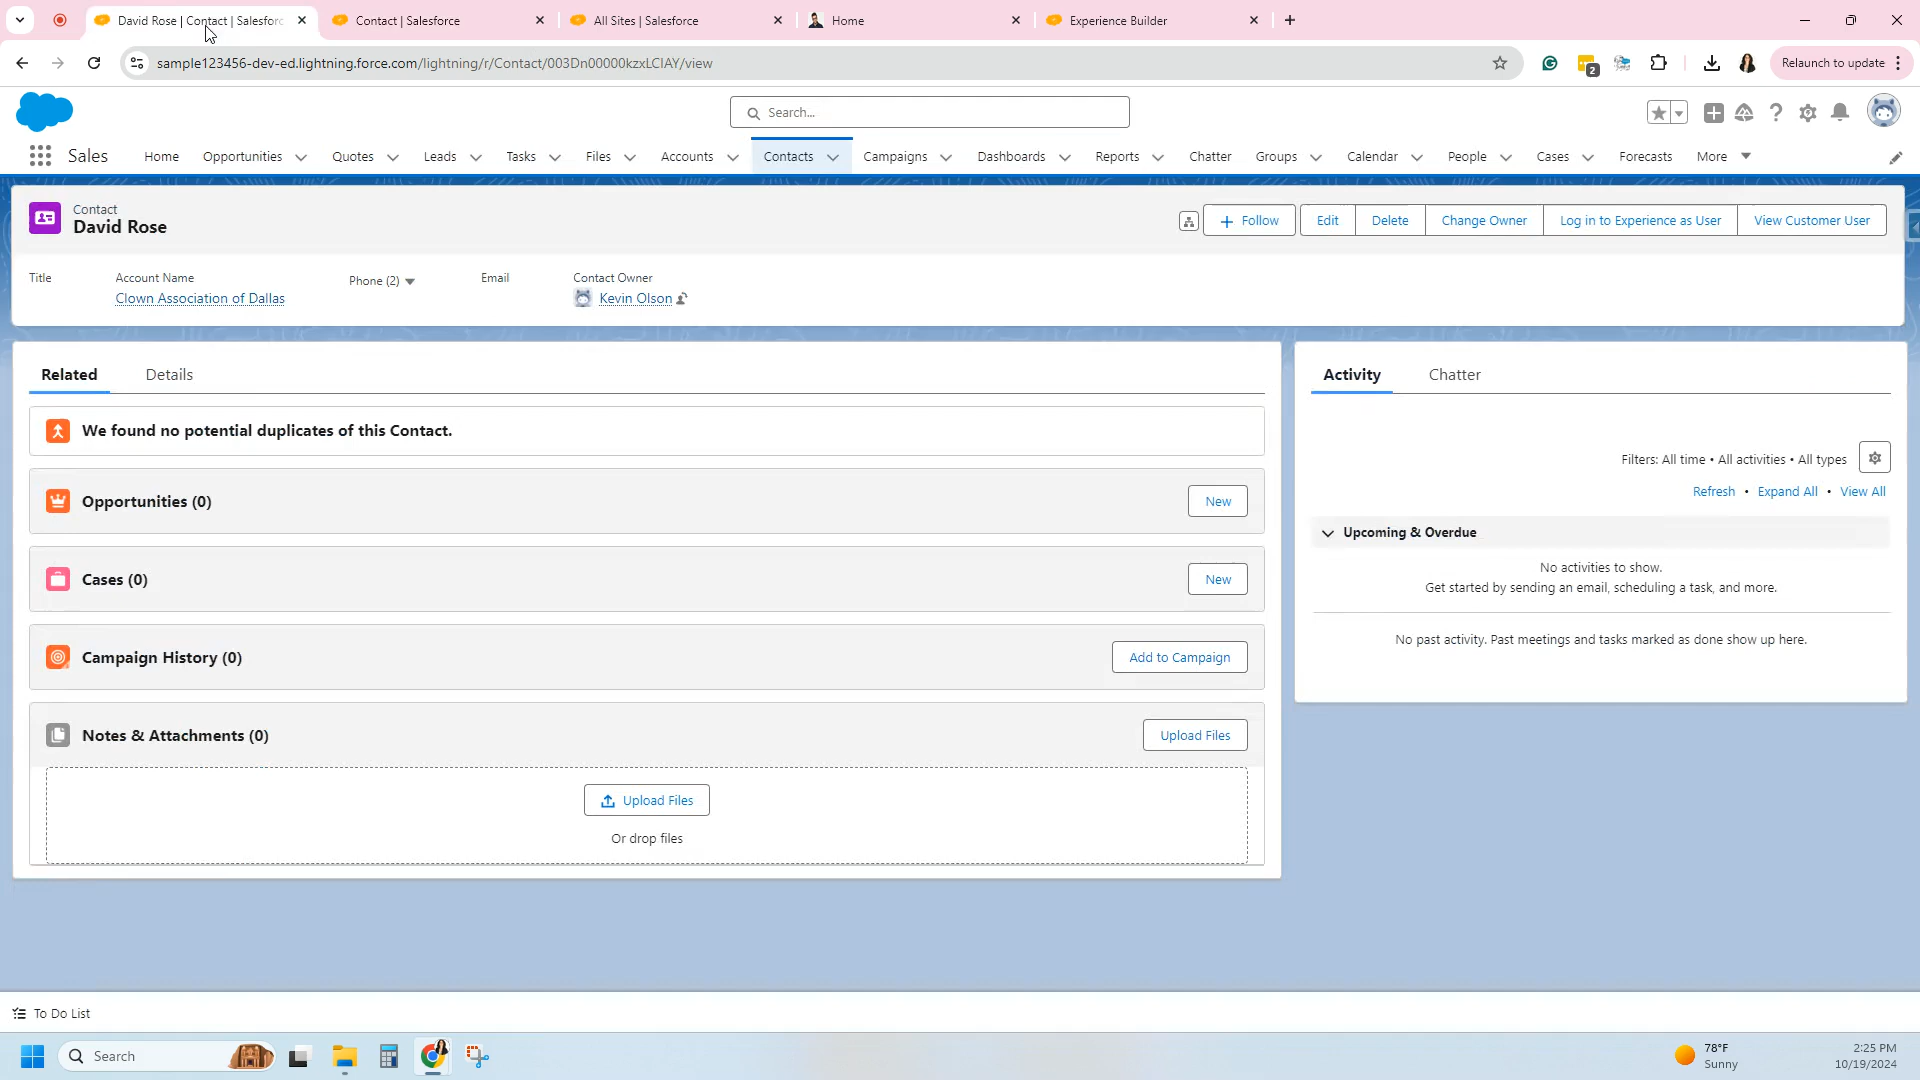 David Rose | Contact | Salesforc
Contact | Salesforce
All Sites | Salesforce
Home
Experience Builder
sample123456-dev-ed.lightning.force.com/lightning/r/Contact/003Dn00000kzxLCIAY/view
2
Relaunch to update
Search...
Sales
Home
Opportunities
Quotes
Leads
Tasks
Files
Accounts
Contacts
Campaigns
Dashboards
Reports
Chatter
Groups
Calendar
People
Cases
Forecasts
More
Contact
David Rose
Follow
Edit
Delete
Change Owner
Log in to Experience as User
View Customer User
Title
Account Name
Clown Association of Dallas
Phone (2)
Email
Contact Owner
Kevin Olson
Related
Details
We found no potential duplicates of this Contact.
Opportunities (0)
New
Cases (0)
New
Campaign History (0)
Add to Campaign
Notes & Attachments (0)
Upload Files
Upload Files
Or drop files
Activity
Chatter
Filters: All time • All activities • All types
Refresh • Expand All • View All
Upcoming & Overdue
No activities to show.
Get started by sending an email, scheduling a task, and more.
No past activity. Past meetings and tasks marked as done show up here.
To Do List
Search
78°F
Sunny
2:25 PM
10/19/2024